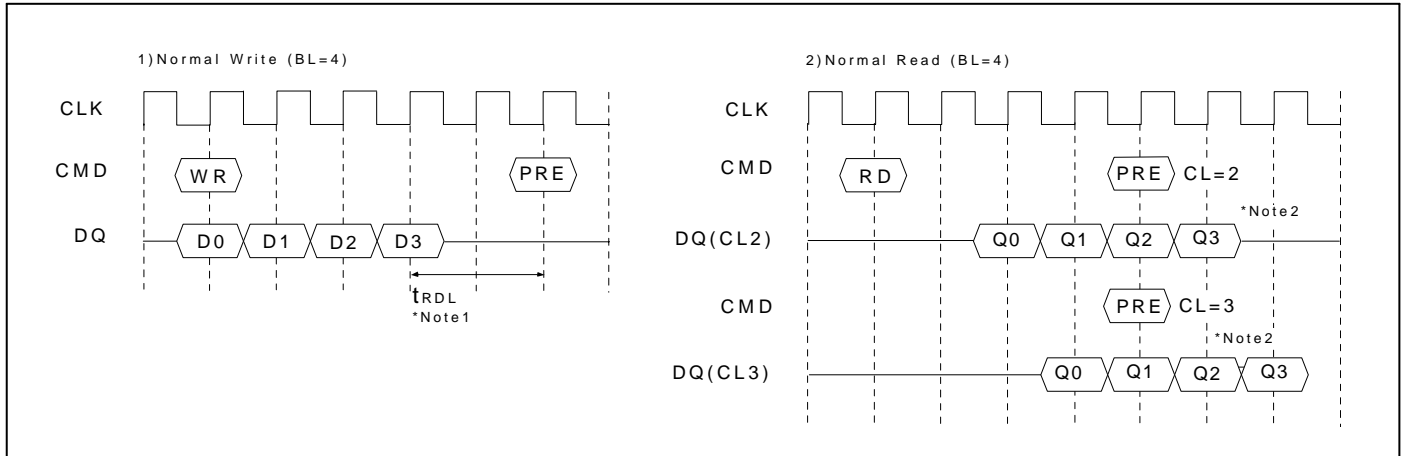 1)Normal Write (BL=4)
CLK
CMD WR PRE
DQ D0 D1 D2 D3
tRDL
*Note1
2)Normal Read (BL=4)
CLK
CMD RD PRE CL=2
*Note2
DQ(CL2) Q0 Q1 Q2 Q3
CMD PRE CL=3
*Note2
DQ(CL3) Q0 Q1 Q2 Q3